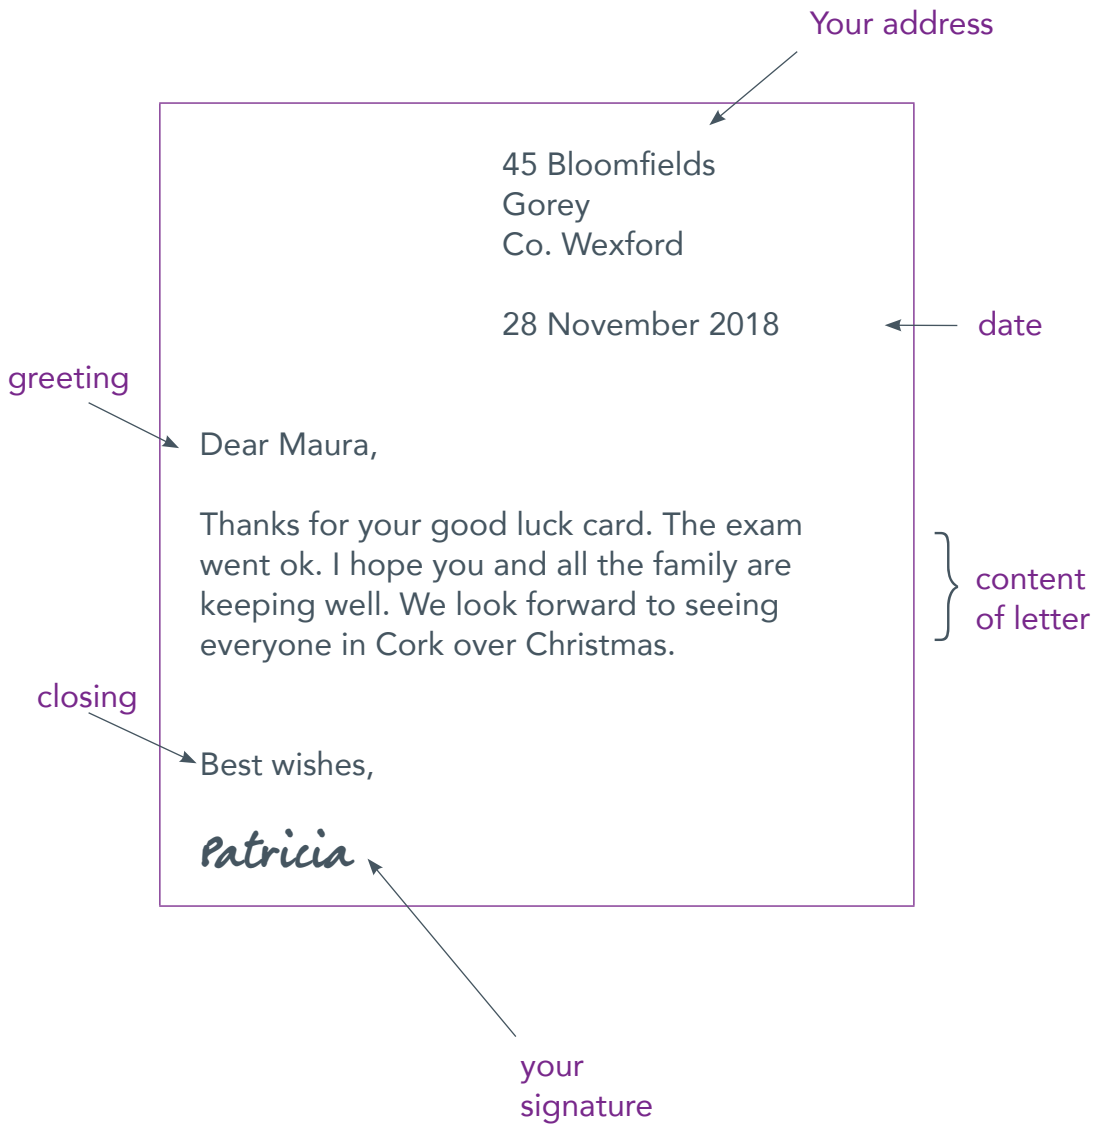 Your address
45 Bloomfields
Gorey
Co. Wexford
28 November 2018
date
greeting
Dear Maura,
Thanks for your good luck card. The exam
went ok. I hope you and all the family are
keeping well. We look forward to seeing
everyone in Cork over Christmas.
content
of letter
closing
Best wishes,
Patricia
your
signature